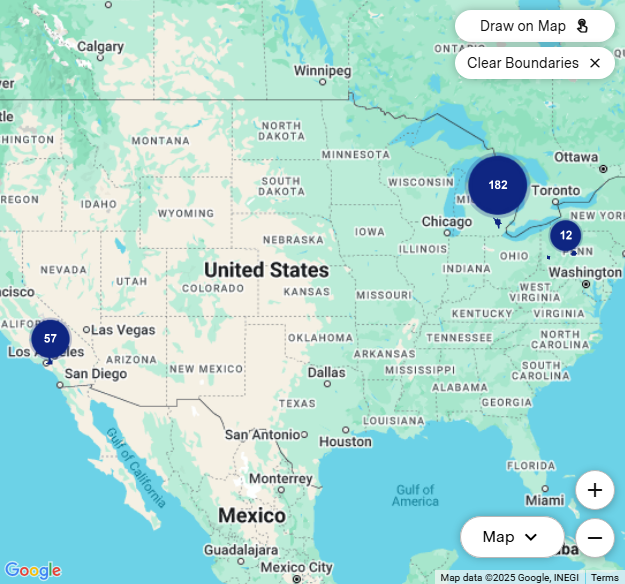 Draw on Map
Clear Boundaries
Calgary
Winnipeg
ONTARIO
MONTANA
NORTH
DAKOTA
MINNESOTA
Ottawa
182
SOUTH
DAKOTA
WISCONSIN
Toronto
IDAHO
WYOMING
Chicago
NEW YORK
IOWA
12
NEBRASKA
ILLINOIS
OHIO
NEVADA
UTAH
United States
INDIANA
Washington
COLORADO
KANSAS
MISSOURI
WEST
VIRGINIA
KENTUCKY
VIRGINIA
57
Las Vegas
OKLAHOMA
TENNESSEE
NORTH
CAROLINA
ARIZONA
NEW MEXICO
ARKANSAS
MISSISSIPPI
SOUTH
CAROLINA
San Diego
Dallas
ALABAMA
GEORGIA
TEXAS
LOUISIANA
San Antonio
Houston
Gulf of
California
FLORIDA
Monterrey
Gulf of
America
Miami
Mexico
Map
Guadalajara
Mexico City
Google
Map data ©2025 Google, INEGI
Terms